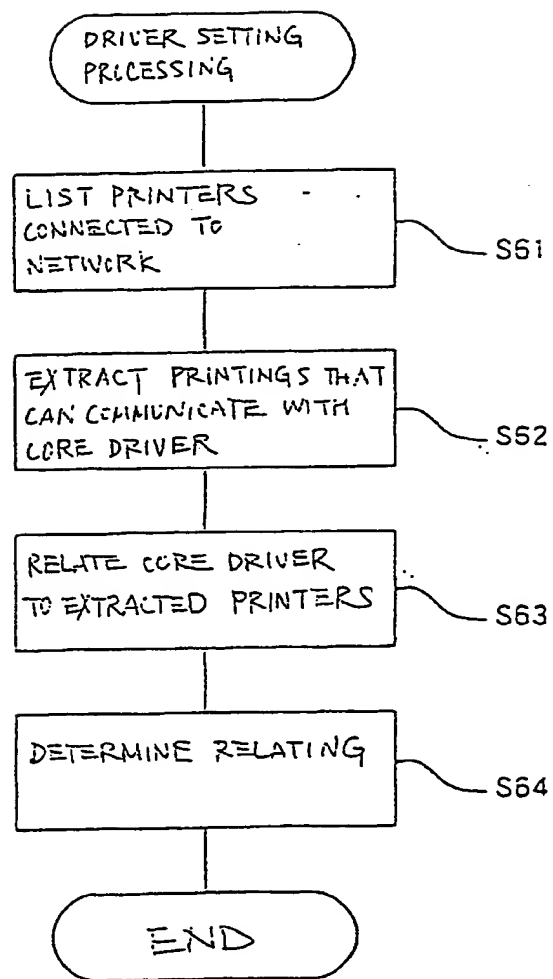 DRIVER SETTING
PROCESSING
LIST PRINTERS
CONNECTED TO
NETWORK
S61
EXTRACT PRINTINGS THAT
CAN COMMUNICATE WITH
CORE DRIVER
S62
RELATE CORE DRIVER
TO EXTRACTED PRINTERS
S63
DETERMINE RELATING
S64
END